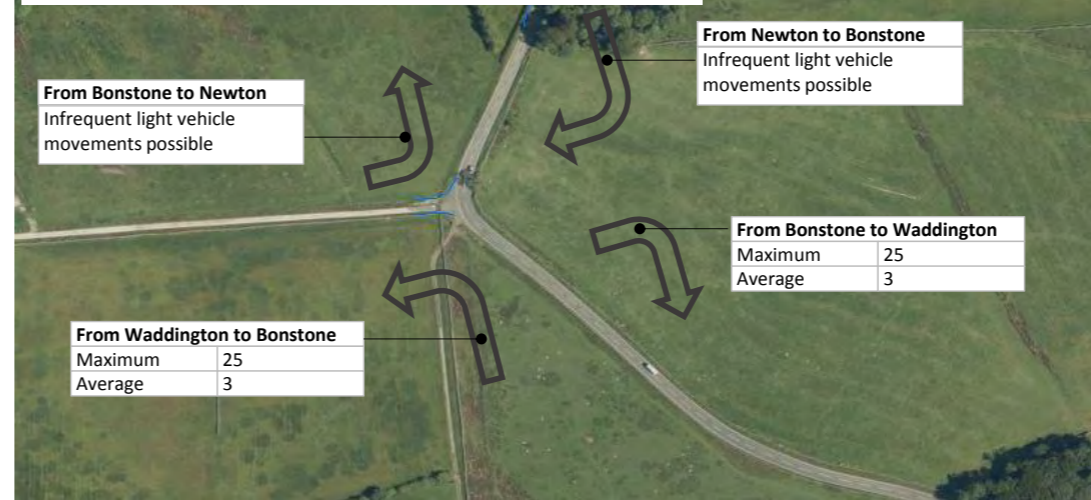 From Newton to Bonstone
Infrequent light vehicle
movements possible
From Bonstone to Newton
Infrequent light vehicle
movements possible
From Bonstone to Waddington
Maximum 25
Average 3
From Waddington to Bonstone
Maximum 25
Average 3